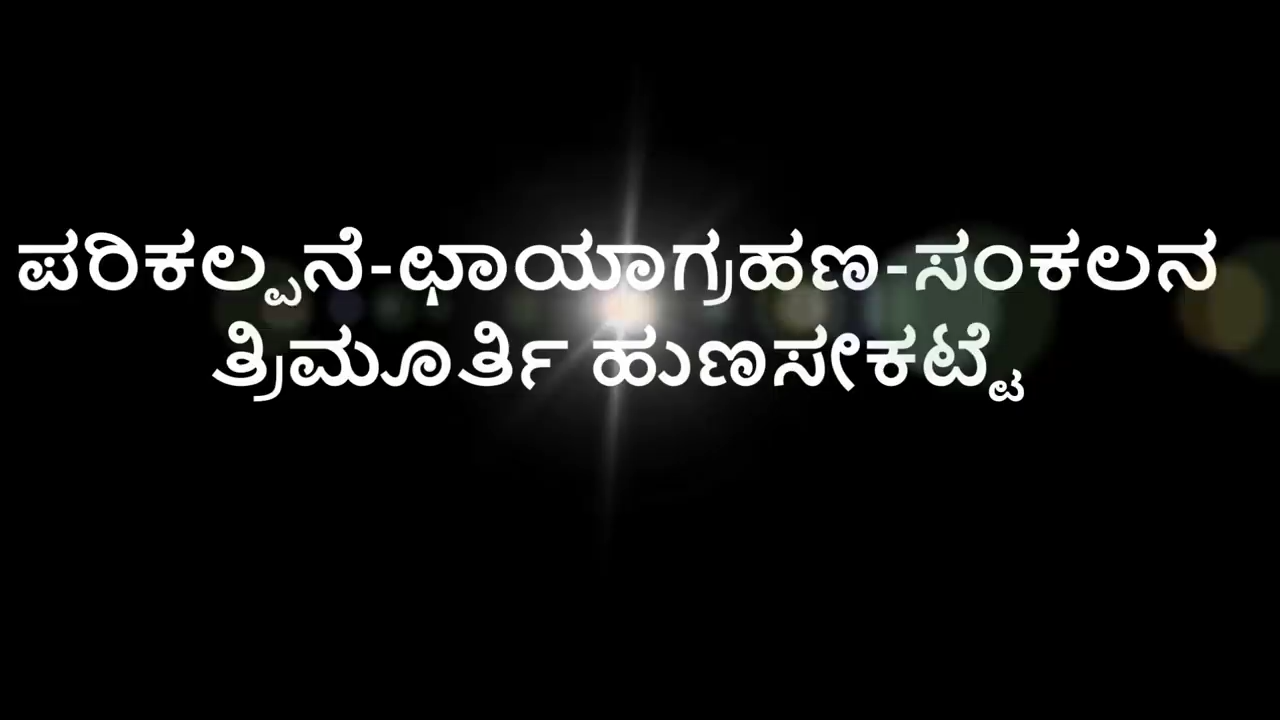 ಪರಿಕಲ್ಪನೆ-ಛಾಯಾಗ್ರಹಣ-ಸಂಕಲನ
ತ್ರಿಮೂರ್ತಿ ಹುಣಸೇಕಟ್ಟೆ